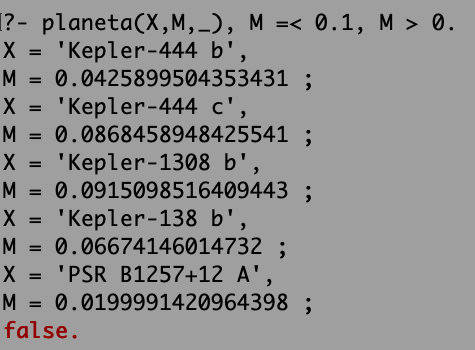 ?- planeta(X,M,_), M =< 0.1, M > 0.
X = 'Kepler-444 b',
M = 0.0425899504353431 ;
X = 'Kepler-444 c',
M = 0.0868458948425541 ;
X = 'Kepler-1308 b',
M = 0.0915098516409443 ;
X = 'Kepler-138 b',
M = 0.06674146014732 ;
X = 'PSR B1257+12 A',
M = 0.0199991420964398 ;
false.